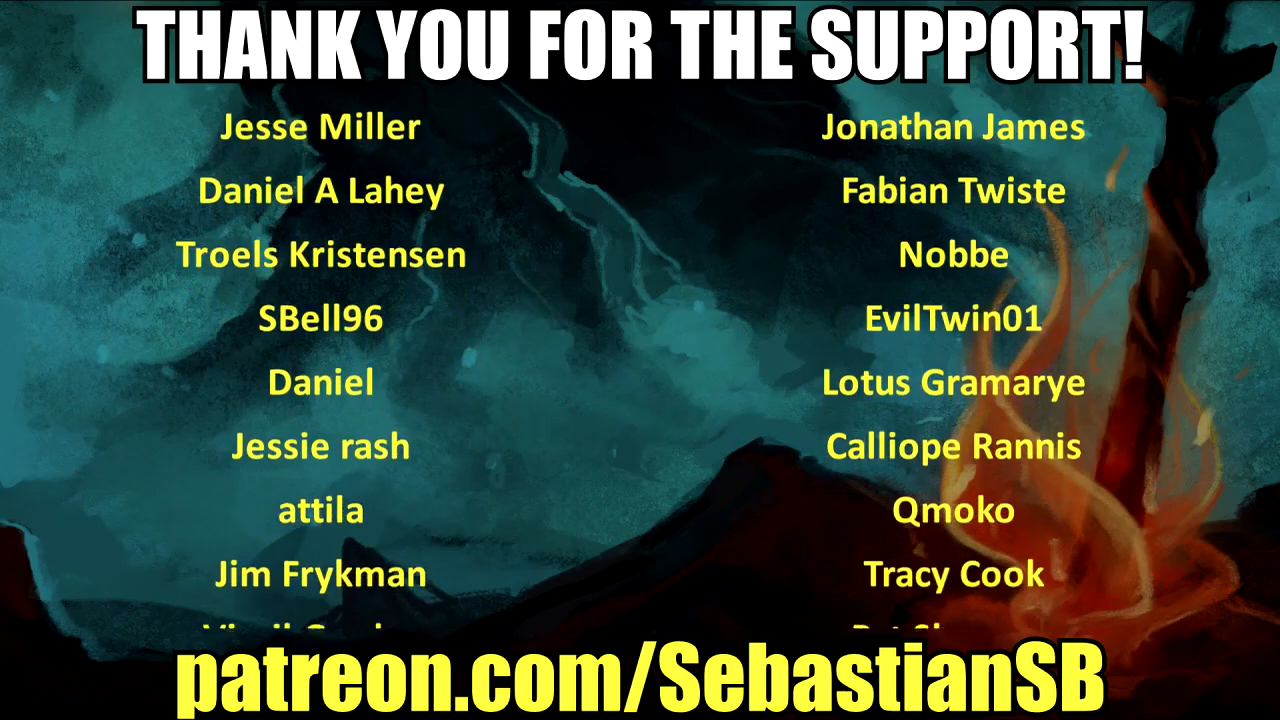 THANK YOU FOR THE SUPPORT!
Jesse Miller
Daniel A Lahey
Troels Kristensen
SBell96
Daniel
Jessie rash
attila
Jim Frykman
Jonathan James
Fabian Twiste
Nobbe
EvilTwin01
Lotus Gramarye
Calliope Rannis
Qmoko
Tracy Cook
patreon.com/SebastianSB